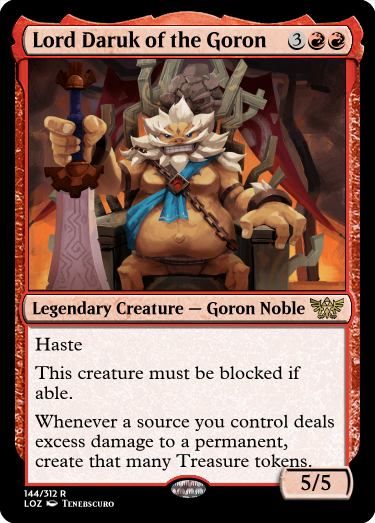 Lord Daruk of the Goron 3
Legendary Creature — Goron Noble
Haste
This creature must be blocked if
able.
Whenever a source you control deals
excess damage to a permanent,
create that many Treasure tokens.
5/5
144/312 R
LOZ TENEBSCURO